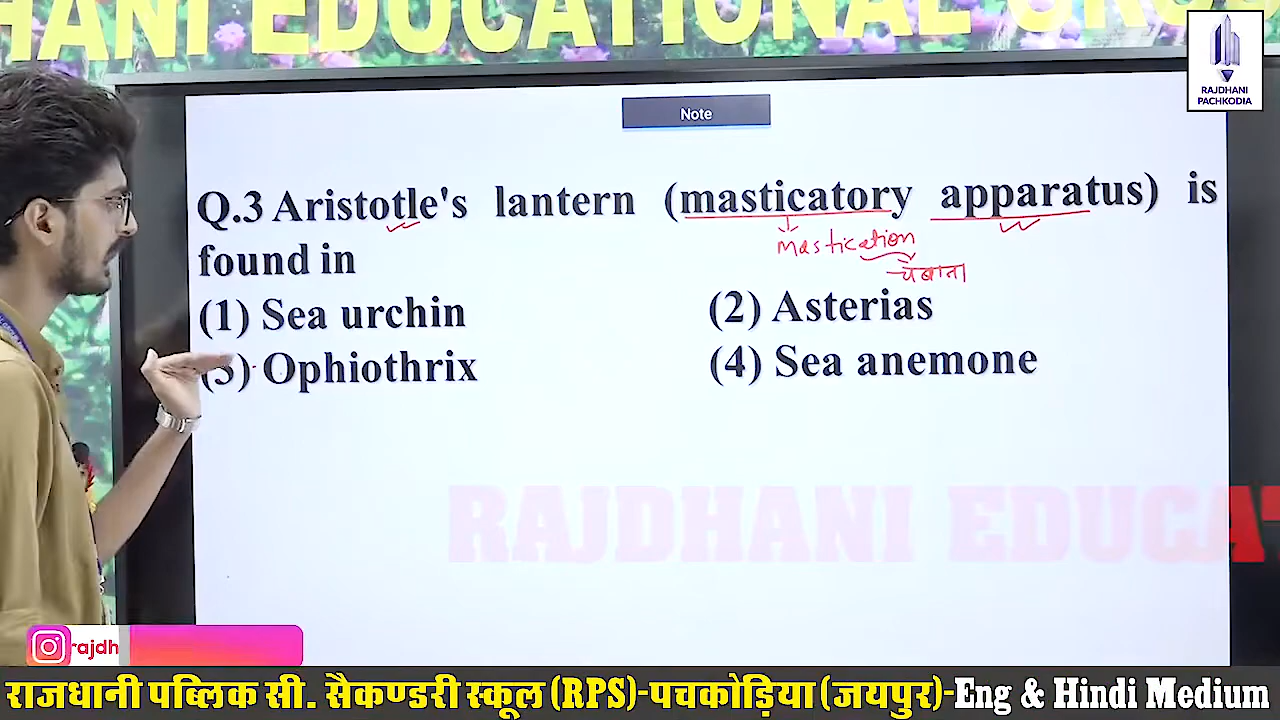 HANI EDUCATIONAL GROU
RAJDHANI
PACHKODIA
Note
Q.3 Aristotle's lantern (masticatory apparatus) is
mastication
found in
चबाना
(1) Sea urchin (2) Asterias
(3) Ophiothrix (4) Sea anemone
RAJDHANI EDUCAT
rajdh
राजधानी पब्लिक सी. सैकण्डरी स्कूल (RPS)-पचकोड़िया (जयपुर)-Eng & Hindi Medium